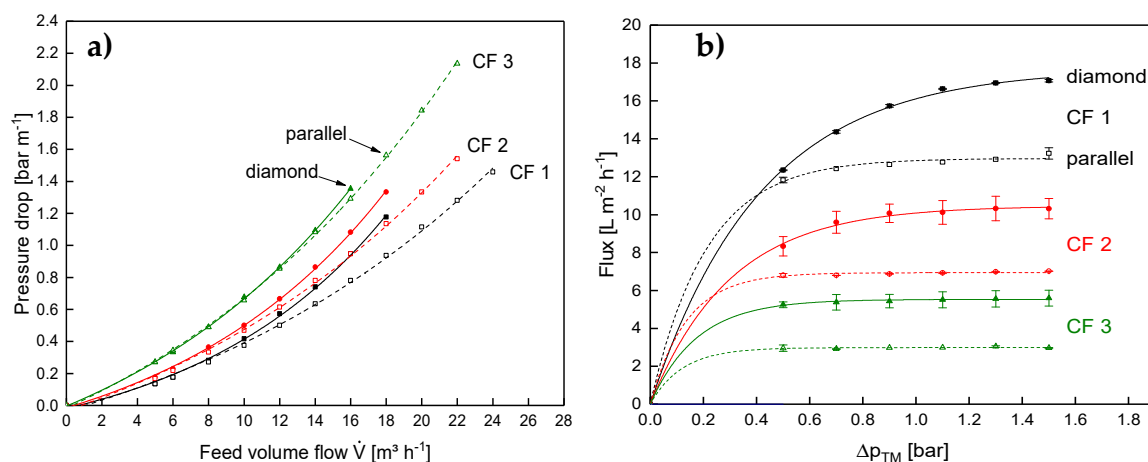 a)
2.4
2.2
2.0
1.8
1.6
1.4
1.2
1.0
0.8
0.6
0.4
0.2
0.0
Pressure drop [bar m⁻¹]
CF 3
parallel
CF 2
diamond
CF 1
0 2 4 6 8 10 12 14 16 18 20 22 24 26 28
Feed volume flow V̇ [m³ h⁻¹]
b)
20
18
16
14
12
10
8
6
4
2
0
Flux [L m⁻² h⁻¹]
diamond
CF 1
parallel
CF 2
CF 3
0.0 0.2 0.4 0.6 0.8 1.0 1.2 1.4 1.6 1.8
Δp_TM [bar]